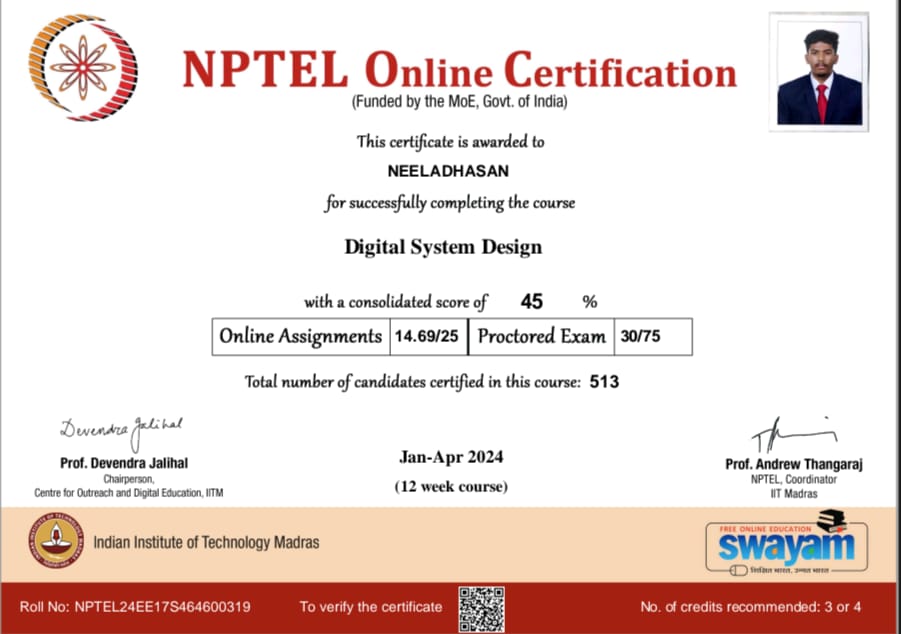 NPTEL Online Certification
(Funded by the MoE, Govt. of India)
This certificate is awarded to
NEELADHASAN
for successfully completing the course
Digital System Design
with a consolidated score of 45 %
Online Assignments 14.69/25 Proctored Exam 30/75
Total number of candidates certified in this course: 513
Devendra Jalihal
Prof. Devendra Jalihal
Chairperson,
Centre for Outreach and Digital Education, IITM
Jan-Apr 2024
(12 week course)
Prof. Andrew Thangaraj
NPTEL, Coordinator
IIT Madras
Indian Institute of Technology Madras
FREE ONLINE EDUCATION
swayam
शिक्षित भारत, उन्नत भारत
Roll No: NPTEL24EE17S464600319
To verify the certificate
No. of credits recommended: 3 or 4